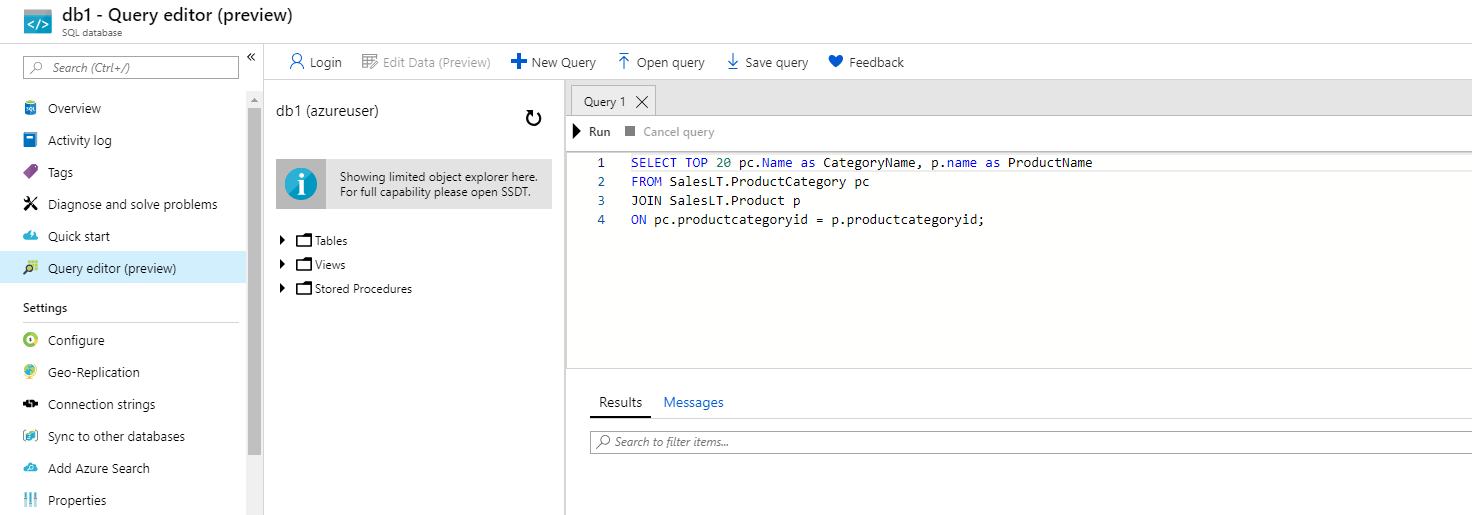 db1 - Query editor (preview)
SQL database
Search (Ctrl+/)
«
Overview
Activity log
Tags
Diagnose and solve problems
Quick start
Query editor (preview)
Settings
Configure
Geo-Replication
Connection strings
Sync to other databases
Add Azure Search
Properties
Login
Edit Data (Preview)
New Query
Open query
Save query
Feedback
db1 (azureuser)
Showing limited object explorer here.
For full capability please open SSDT.
Tables
Views
Stored Procedures
Query 1
Run
Cancel query
1 SELECT TOP 20 pc.Name as CategoryName, p.name as ProductName
2 FROM SalesLT.ProductCategory pc
3 JOIN SalesLT.Product p
4 ON pc.productcategoryid = p.productcategoryid;
Results Messages
Search to filter items...